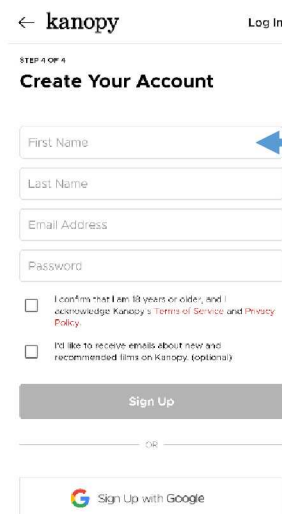 ← kanopy Log In
STEP 4 OF 4
Create Your Account
First Name
Last Name
Email Address
Password
I confirm that I am 18 years or older, and I
acknowledge Kanopy's Terms of Service and Privacy
Policy.
I'd like to receive emails about new and
recommended films on Kanopy. (optional)
Sign Up
OR
Sign Up with Google